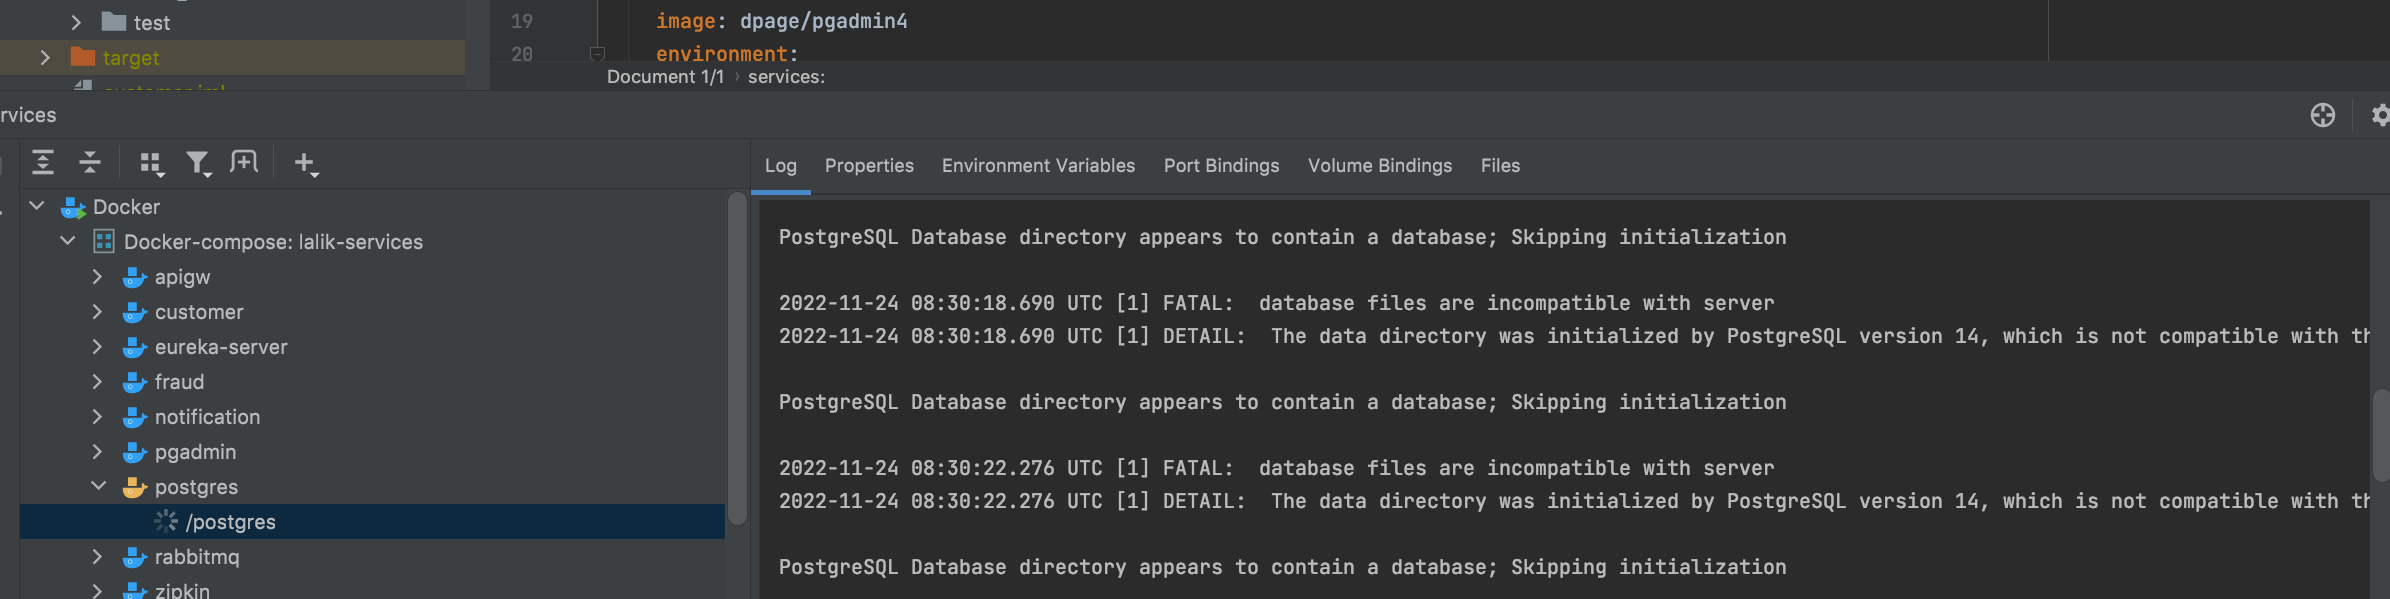 test
19 image: dpage/pgadmin4
target
20 environment:
Document 1/1 › services:
rvices
Log Properties Environment Variables Port Bindings Volume Bindings Files
Docker
Docker-compose: lalik-services
apigw
customer
eureka-server
fraud
notification
pgadmin
postgres
/postgres
rabbitmq
zipkin
PostgreSQL Database directory appears to contain a database; Skipping initialization
2022-11-24 08:30:18.690 UTC [1] FATAL:  database files are incompatible with server
2022-11-24 08:30:18.690 UTC [1] DETAIL:  The data directory was initialized by PostgreSQL version 14, which is not compatible with th
PostgreSQL Database directory appears to contain a database; Skipping initialization
2022-11-24 08:30:22.276 UTC [1] FATAL:  database files are incompatible with server
2022-11-24 08:30:22.276 UTC [1] DETAIL:  The data directory was initialized by PostgreSQL version 14, which is not compatible with th
PostgreSQL Database directory appears to contain a database; Skipping initialization